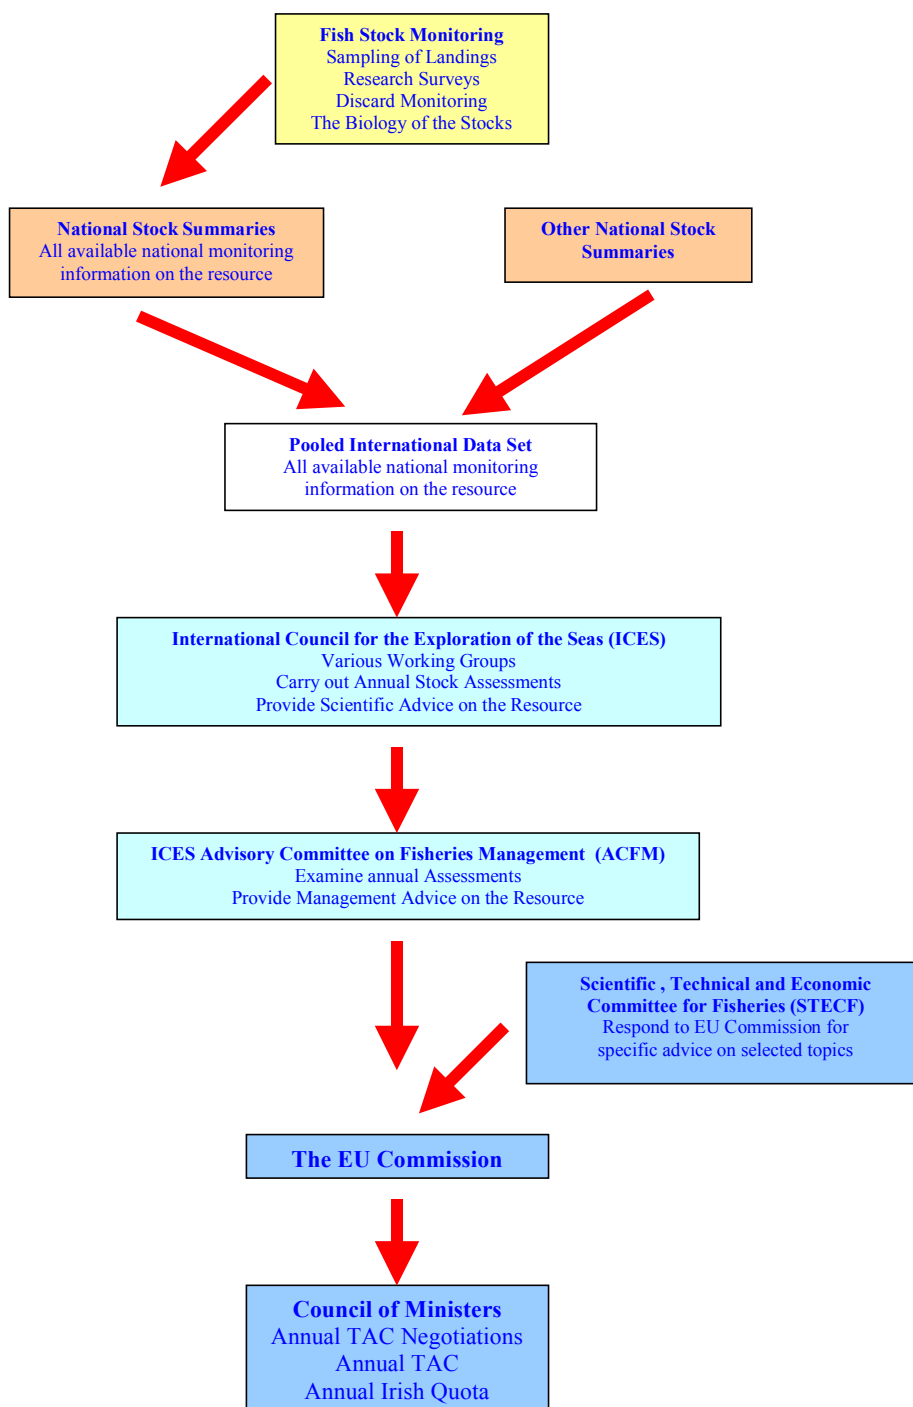 Fish Stock Monitoring
Sampling of Landings
Research Surveys
Discard Monitoring
The Biology of the Stocks
National Stock Summaries
All available national monitoring
information on the resource
Other National Stock
Summaries
Pooled International Data Set
All available national monitoring
information on the resource
International Council for the Exploration of the Seas (ICES)
Various Working Groups
Carry out Annual Stock Assessments
Provide Scientific Advice on the Resource
ICES Advisory Committee on Fisheries Management (ACFM)
Examine annual Assessments
Provide Management Advice on the Resource
Scientific , Technical and Economic
Committee for Fisheries (STECF)
Respond to EU Commission for
specific advice on selected topics
The EU Commission
Council of Ministers
Annual TAC Negotiations
Annual TAC
Annual Irish Quota